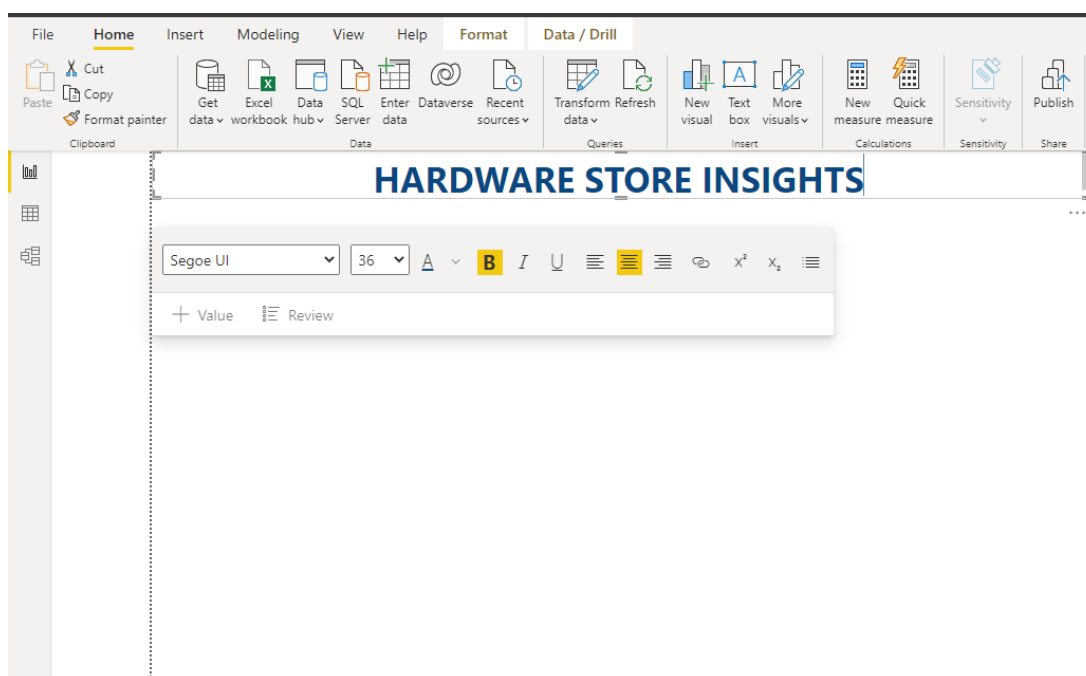 File Home Insert Modeling View Help Format Data / Drill
Paste
Cut
Copy
Format painter
Clipboard
Get data
Excel workbook
Data hub
SQL Server
Enter data
Dataverse
Recent sources
Data
Transform data
Refresh
Queries
New visual
A
Text box
More visuals
Insert
New measure
Quick measure
Calculations
Sensitivity
Sensitivity
Publish
Share
HARDWARE STORE INSIGHTS
...
Segoe UI 36 A B I U x² x₂
+ Value Review